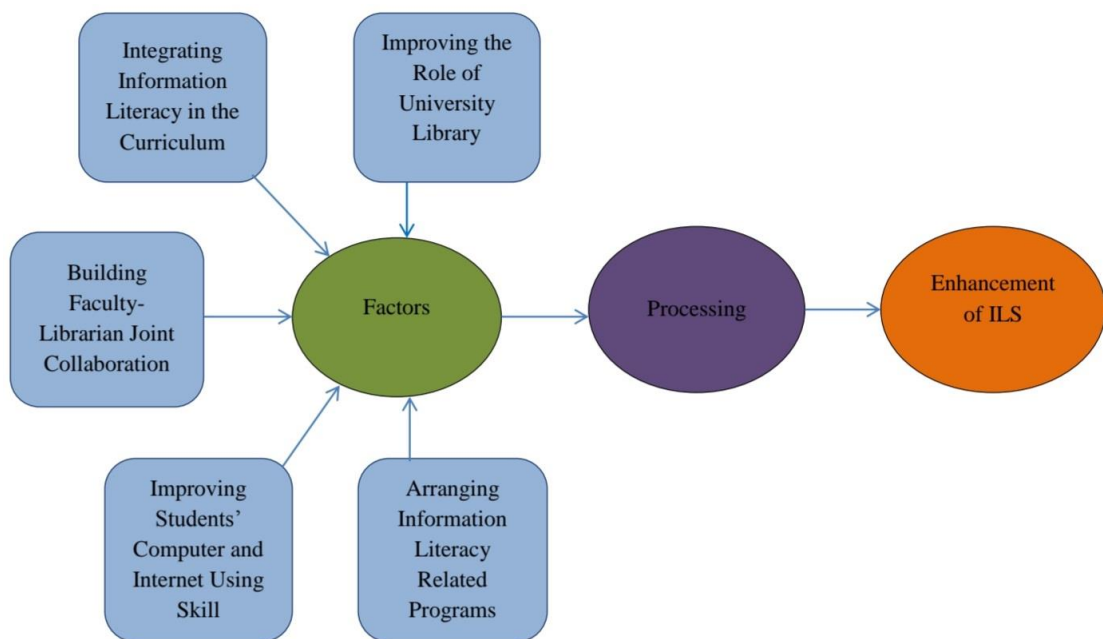 Integrating
Information
Literacy in the
Curriculum
Improving the
Role of
University
Library
Building
Faculty-
Librarian Joint
Collaboration
Factors
Processing
Enhancement
of ILS
Improving
Students’
Computer and
Internet Using
Skill
Arranging
Information
Literacy
Related
Programs